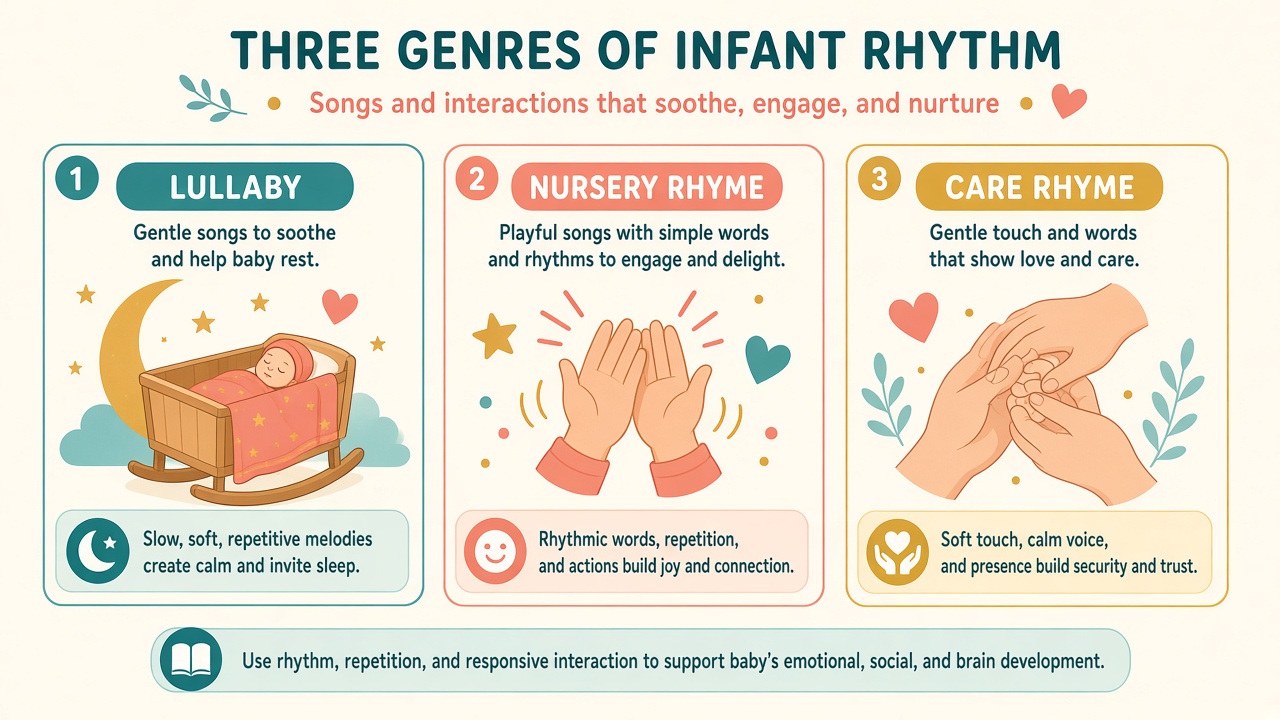 THREE GENRES OF INFANT RHYTHM
Songs and interactions that soothe, engage, and nurture
1
LULLABY
Gentle songs to soothe
and help baby rest.
Slow, soft, repetitive melodies
create calm and invite sleep.
2
NURSERY RHYME
Playful songs with simple words
and rhythms to engage and delight.
Rhythmic words, repetition,
and actions build joy and connection.
3
CARE RHYME
Gentle touch and words
that show love and care.
Soft touch, calm voice,
and presence build security and trust.
Use rhythm, repetition, and responsive interaction to support baby's emotional, social, and brain development.